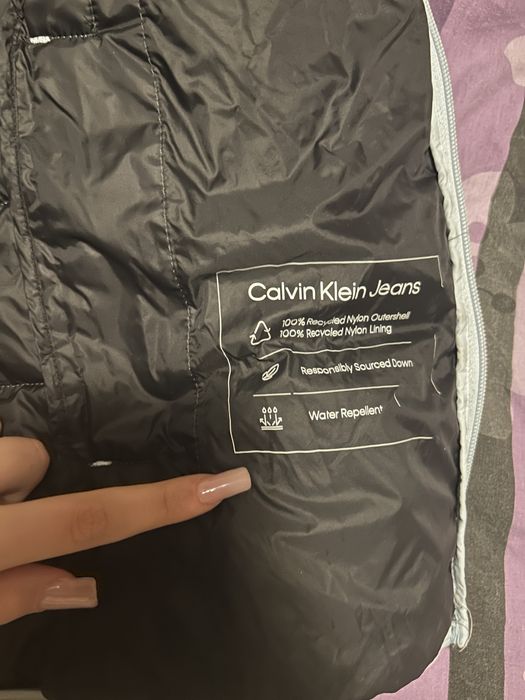 Calvin Klein Jeans
100% Recycled Nylon Outershell
100% Recycled Nylon Lining
Responsibly Sourced Down
Water Repellent